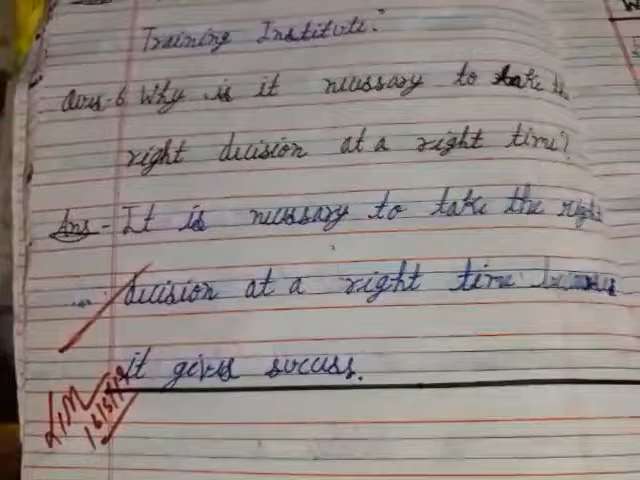 Training Institute."
Ques-6 Why is it necessary to take the
right decision at a right time?
Ans- It is necessary to take the right
decision at a right time because
it gives success.